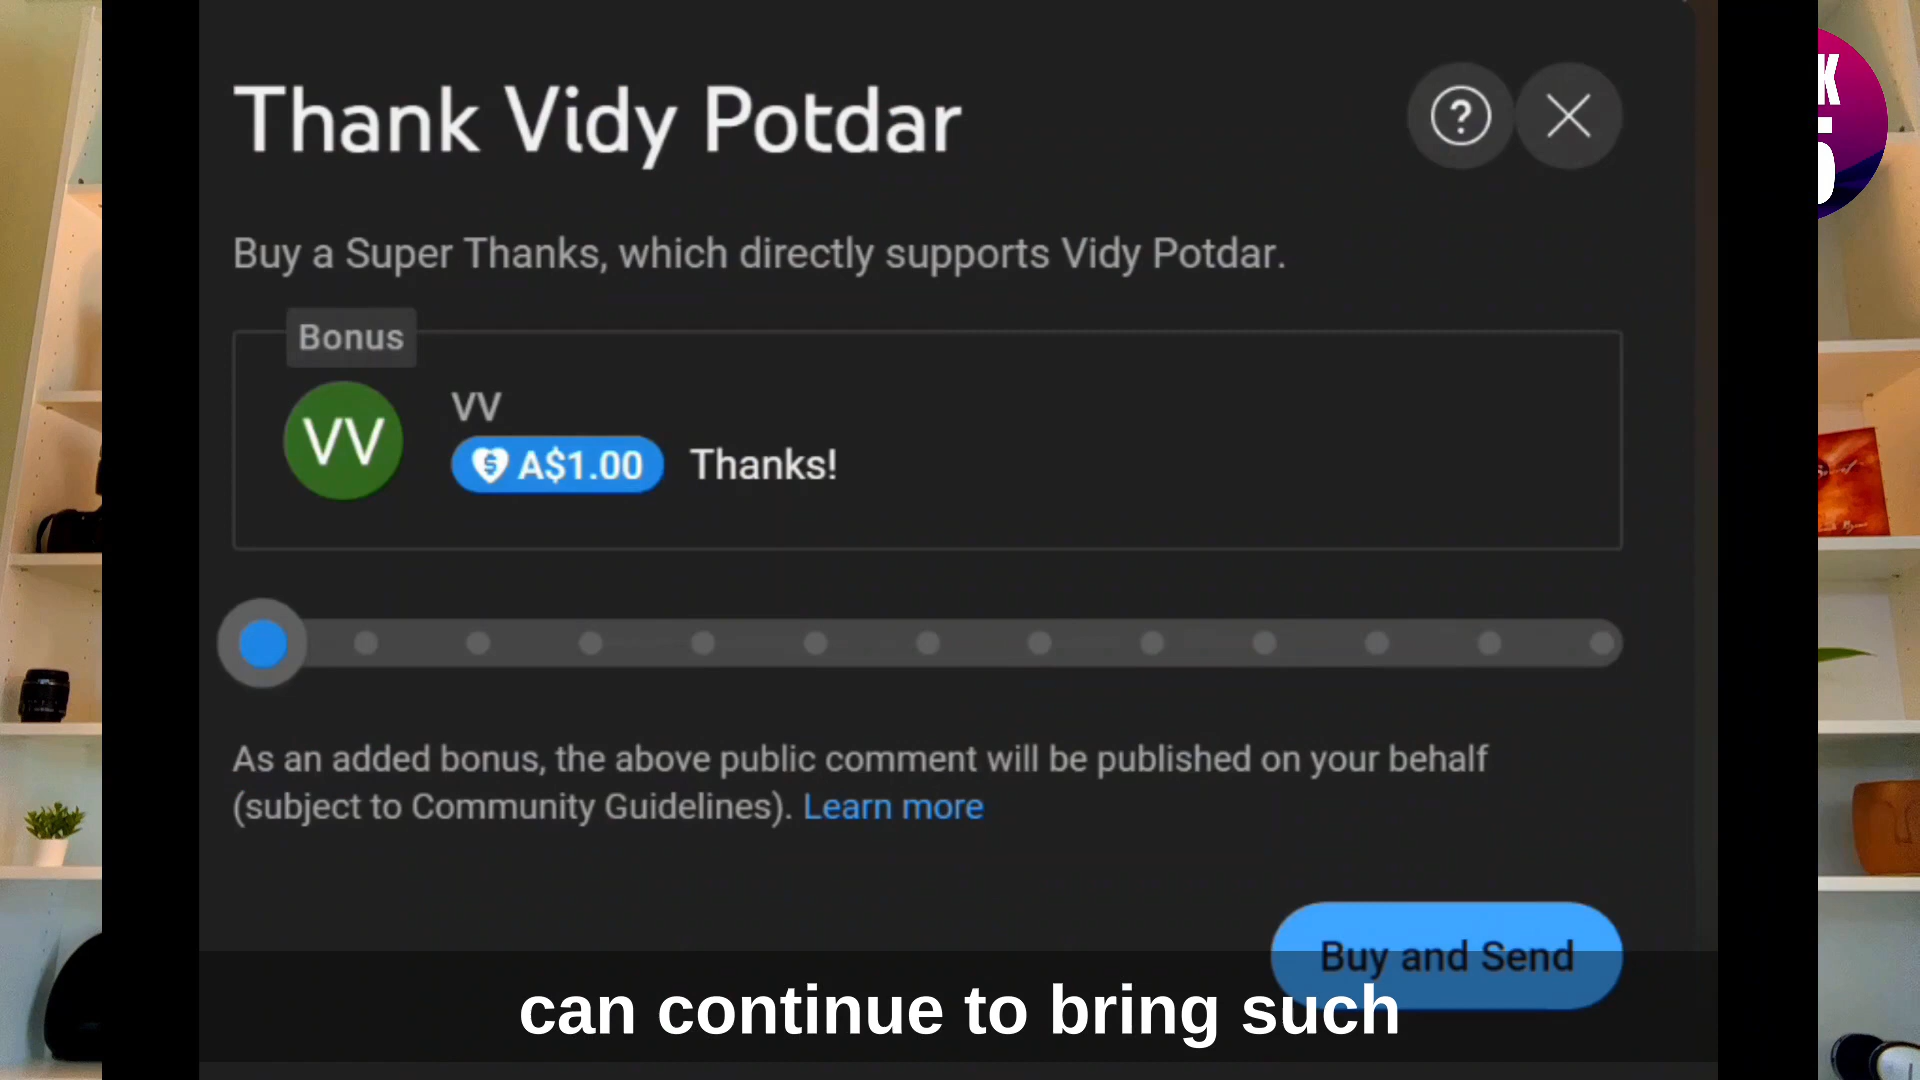 Thank Vidy Potdar
Buy a Super Thanks, which directly supports Vidy Potdar.
Bonus
VV
VV
A$1.00 Thanks!
As an added bonus, the above public comment will be published on your behalf
(subject to Community Guidelines). Learn more
Buy and Send
can continue to bring such